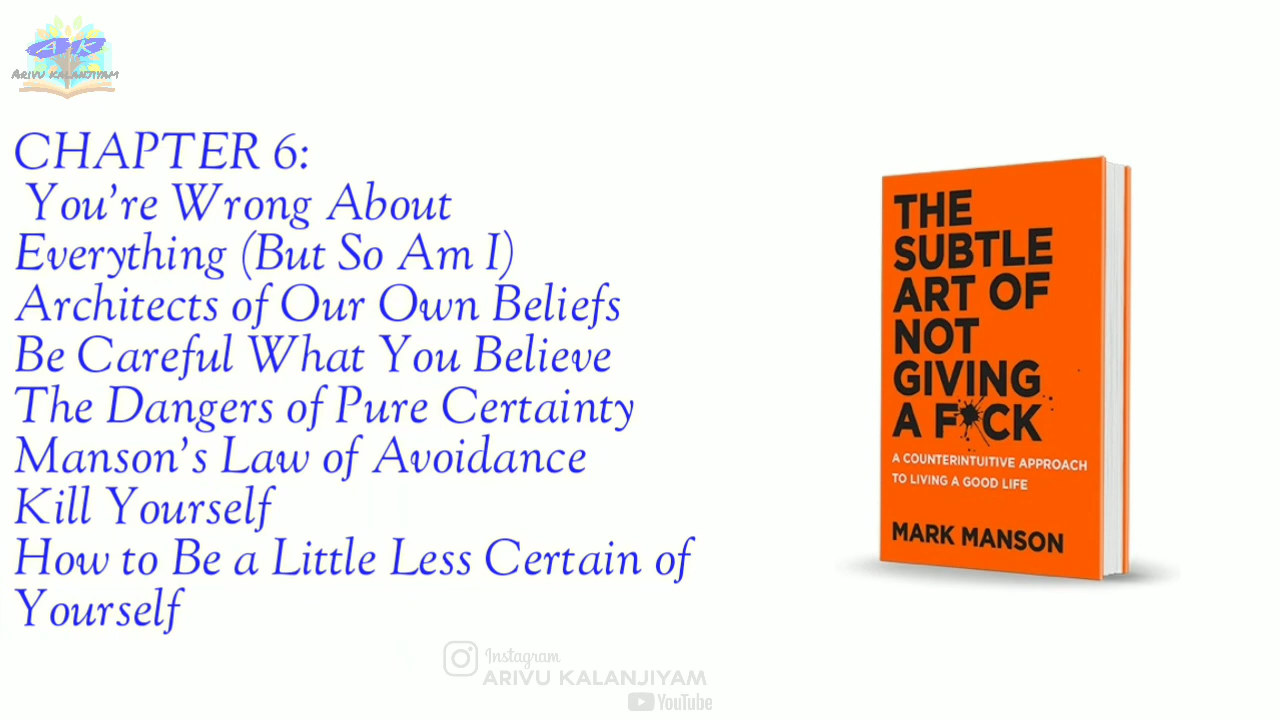 A K
ARIVU KALANJIYAM
CHAPTER 6:
You're Wrong About
Everything (But So Am I)
Architects of Our Own Beliefs
Be Careful What You Believe
The Dangers of Pure Certainty
Manson's Law of Avoidance
Kill Yourself
How to Be a Little Less Certain of
Yourself
THE
SUBTLE
ART OF
NOT
GIVING
A F*CK
A COUNTERINTUITIVE APPROACH
TO LIVING A GOOD LIFE
MARK MANSON
Instagram
ARIVU KALANJIYAM
YouTube